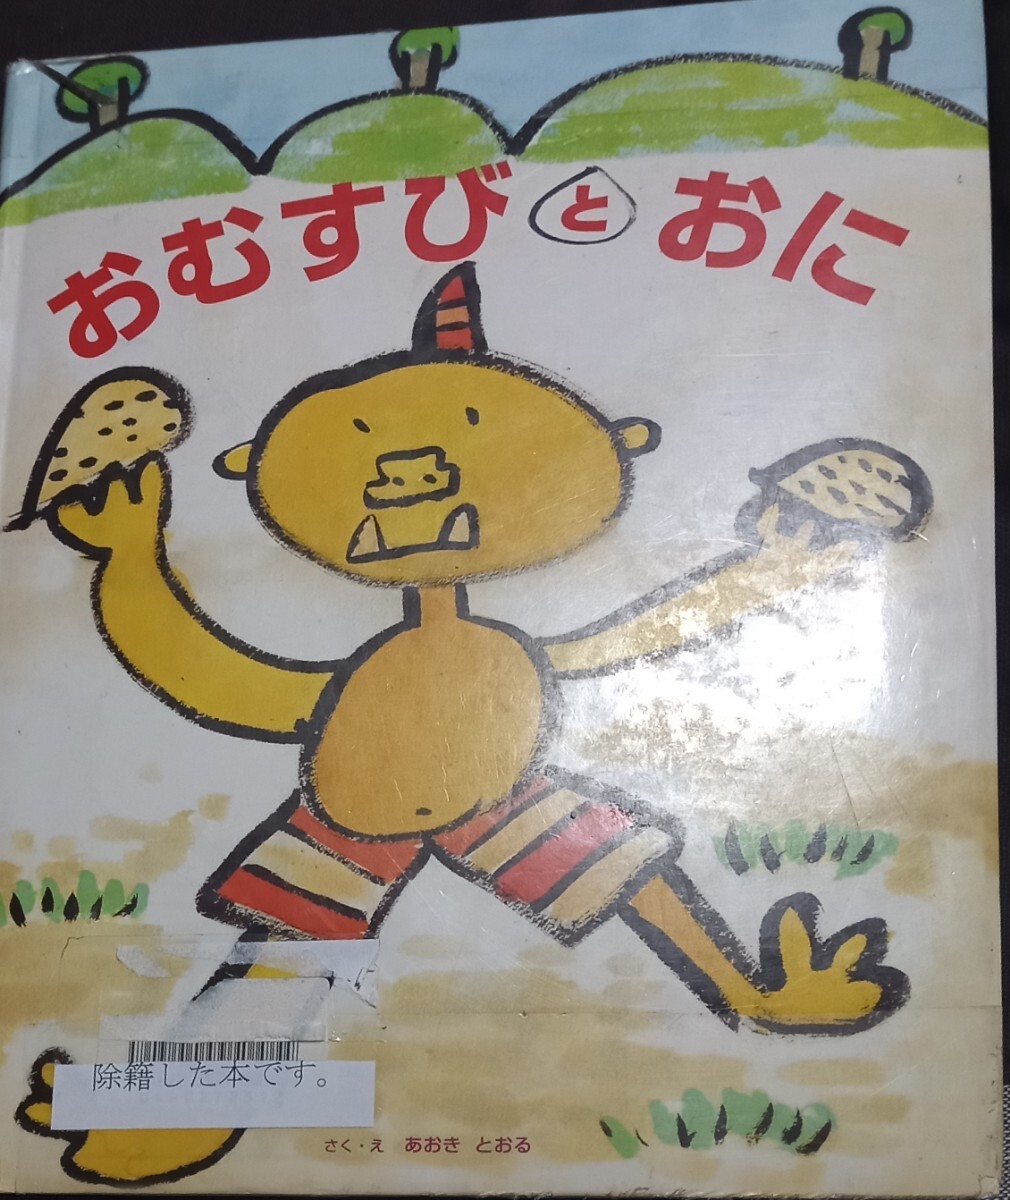 おむすびとおに
除籍した本です。
さく・え あおき とおる